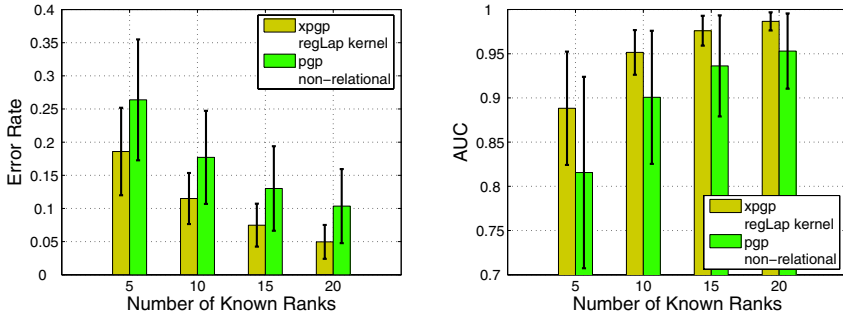 0.4
0.35
0.3
0.25
0.2
0.15
0.1
0.05
0
Error Rate
5 10 15 20
Number of Known Ranks
xpgp
regLap kernel
pgp
non−relational
1
0.95
0.9
0.85
0.8
0.75
0.7
AUC
5 10 15 20
Number of Known Ranks
xpgp
regLap kernel
pgp
non−relational